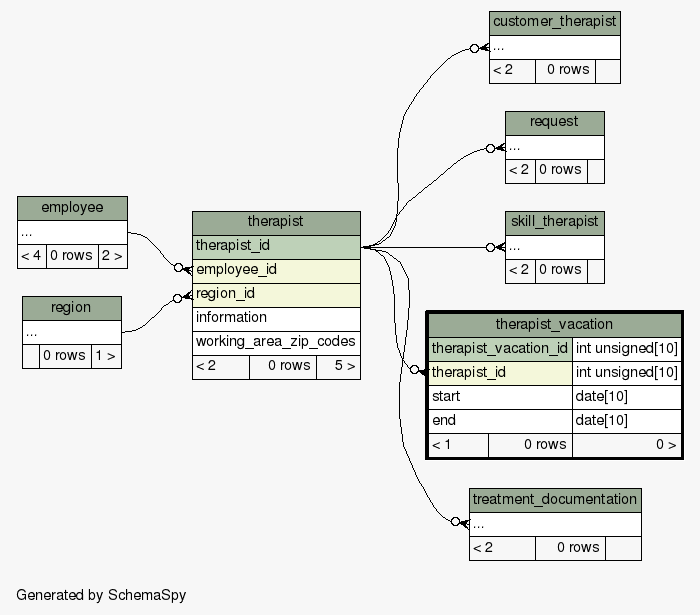 customer_therapist
...
< 2 0 rows
request
...
< 2 0 rows
employee
...
< 4 0 rows 2 >
therapist
therapist_id
employee_id
region_id
information
working_area_zip_codes
< 2 0 rows 5 >
skill_therapist
...
< 2 0 rows
region
...
0 rows 1 >
therapist_vacation
therapist_vacation_id int unsigned[10]
therapist_id int unsigned[10]
start date[10]
end date[10]
< 1 0 rows 0 >
treatment_documentation
...
< 2 0 rows
Generated by SchemaSpy